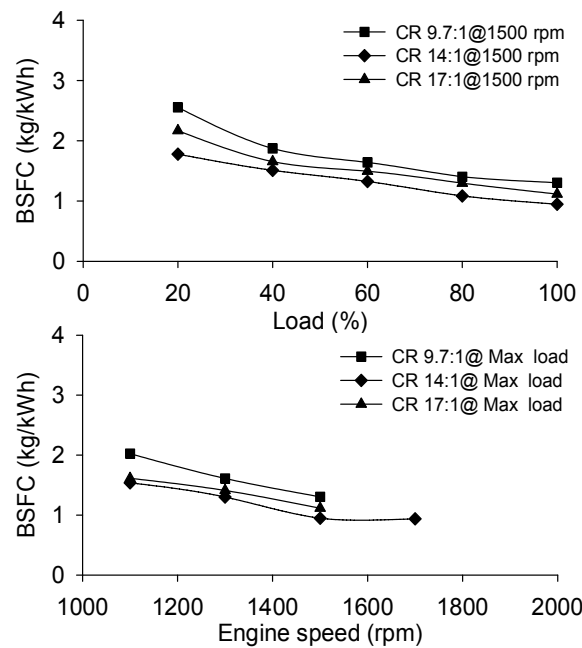 4
CR 9.7:1@1500 rpm
CR 14:1@1500 rpm
CR 17:1@1500 rpm
3
BSFC (kg/kWh)
2
1
0
0 20 40 60 80 100
Load (%)
4
CR 9.7:1@ Max load
CR 14:1@ Max load
CR 17:1@ Max load
3
BSFC (kg/kWh)
2
1
0
1000 1200 1400 1600 1800 2000
Engine speed (rpm)